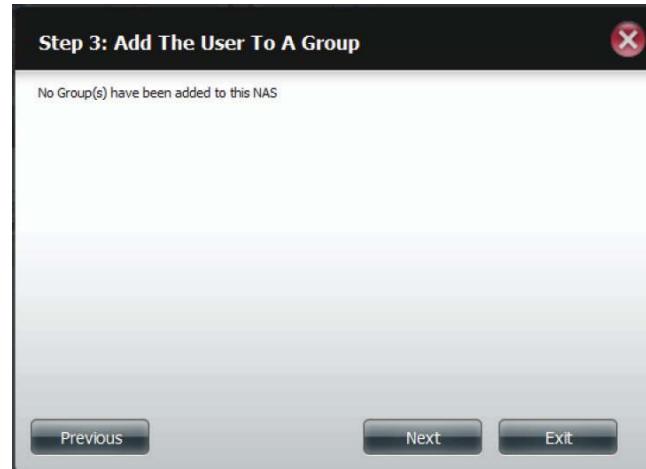 Step 3: Add The User To A Group
No Group(s) have been added to this NAS
Previous
Next
Exit